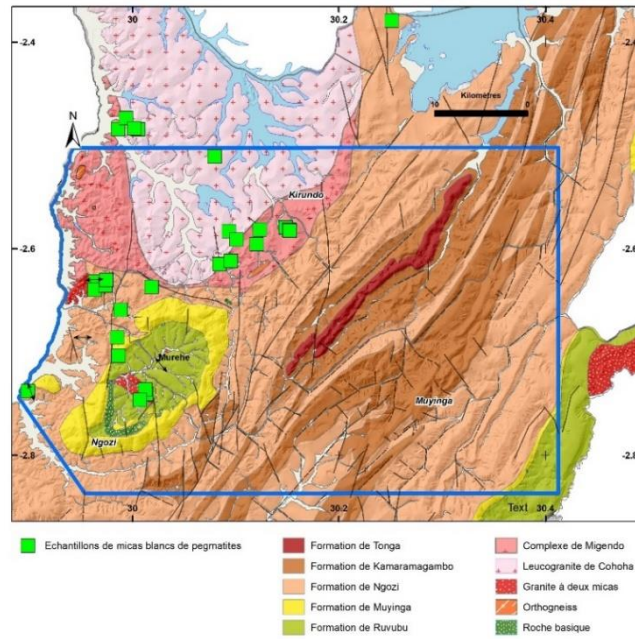 30 30.2 30.4
-2.4 -2.4
N
Kilomètres
10 0
Kirundo
-2.6 -2.6
Murehe
Muyinga
Ngozi
-2.8 -2.8
Text
30 30.2 30.4
Echantillons de micas blancs de pegmatites
Formation de Tonga
Formation de Kamaramagambo
Formation de Ngozi
Formation de Muyinga
Formation de Ruvubu
Complexe de Migendo
Leucogranite de Cohoha
Granite à deux micas
Orthogneiss
Roche basique